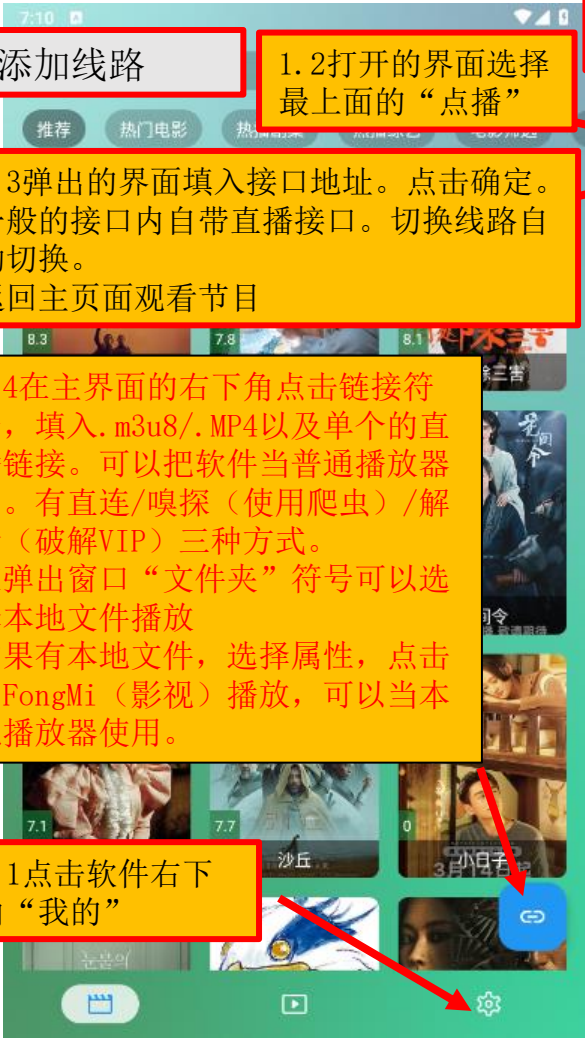 7:10
添加线路
1.2打开的界面选择
最上面的“点播”
推荐
热门电影
3弹出的界面填入接口地址。点击确定。
般的接口内自带直播接口。切换线路自
切换。
回主页面观看节目
8.3
7.8
8.1
4在主界面的右下角点击链接符
，填入.m3u8/.MP4以及单个的直
链接。可以把软件当普通播放器
。有直连/嗅探（使用爬虫）/解
（破解VIP）三种方式。
弹出窗口“文件夹”符号可以选
本地文件播放
果有本地文件，选择属性，点击
FongMi（影视）播放，可以当本
播放器使用。
7.1
7.7
0
沙丘
小日子
3月14日起
1点击软件右下
“我的”